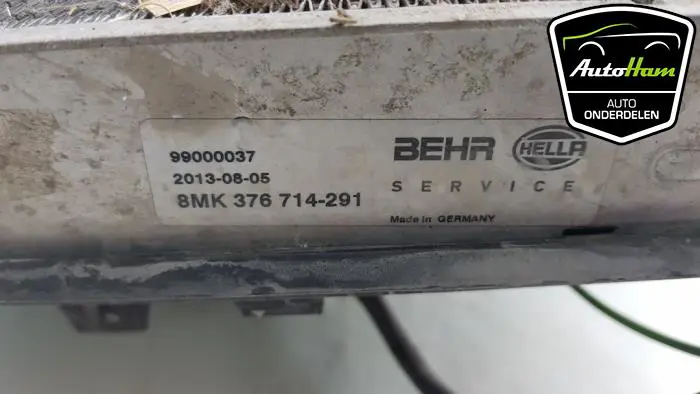 AutoHam
AUTO
ONDERDELEN
99000037
2013-08-05
8MK 376 714-291
BEHR HELLA
SERVICE
Made in GERMANY